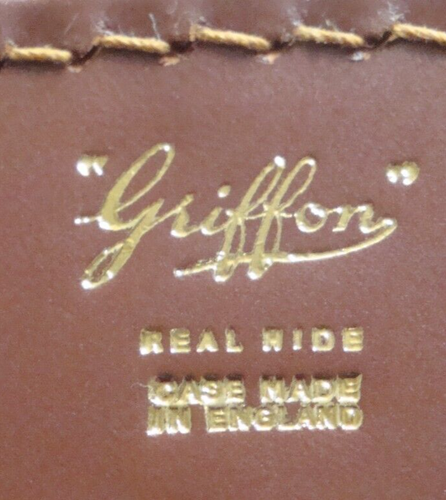 "Griffon"
REAL HIDE
CASE MADE
IN ENGLAND